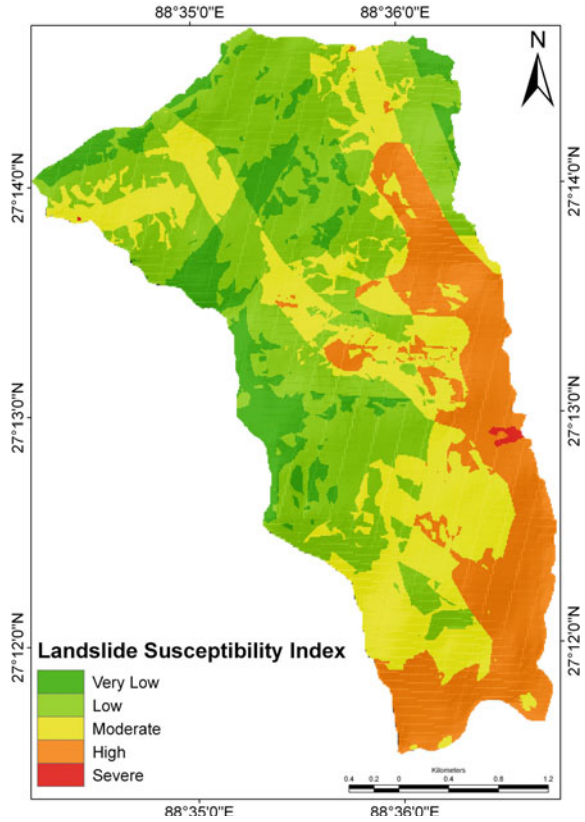 88°35'0"E 88°36'0"E
N
27°14'0"N 27°14'0"N
27°13'0"N 27°13'0"N
27°12'0"N 27°12'0"N
Landslide Susceptibility Index
Very Low
Low
Moderate
High
Severe
Kilometers
0.4 0.2 0 0.4 0.8 1.2
88°35'0"E 88°36'0"E